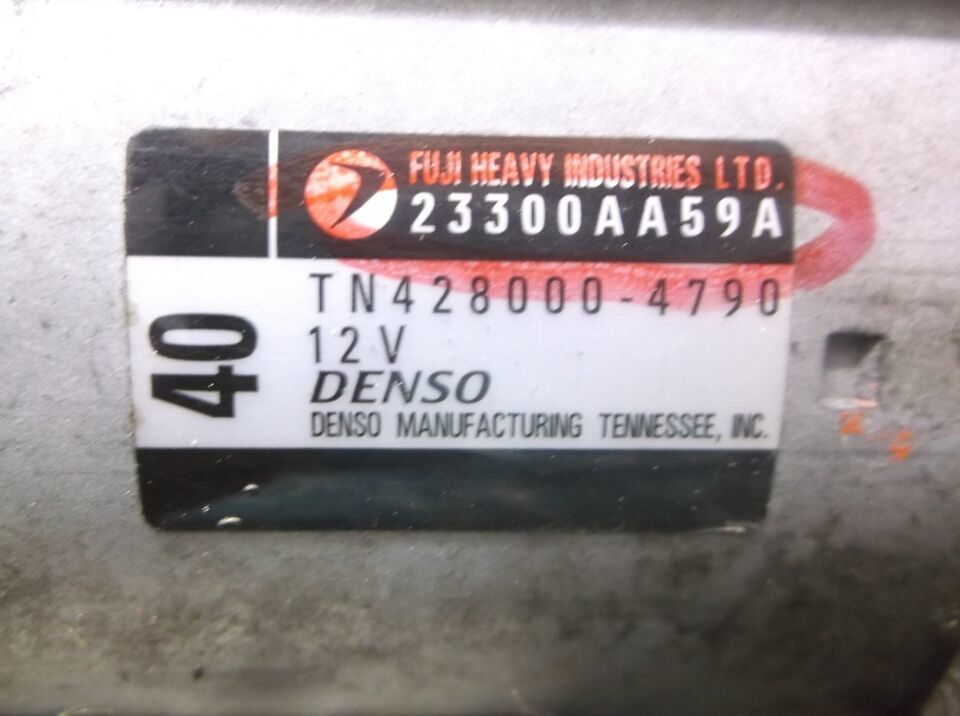 FUJI HEAVY INDUSTRIES LTD.
23300AA59A
TN428000-4790
12V
DENSO
DENSO MANUFACTURING TENNESSEE, INC.
40